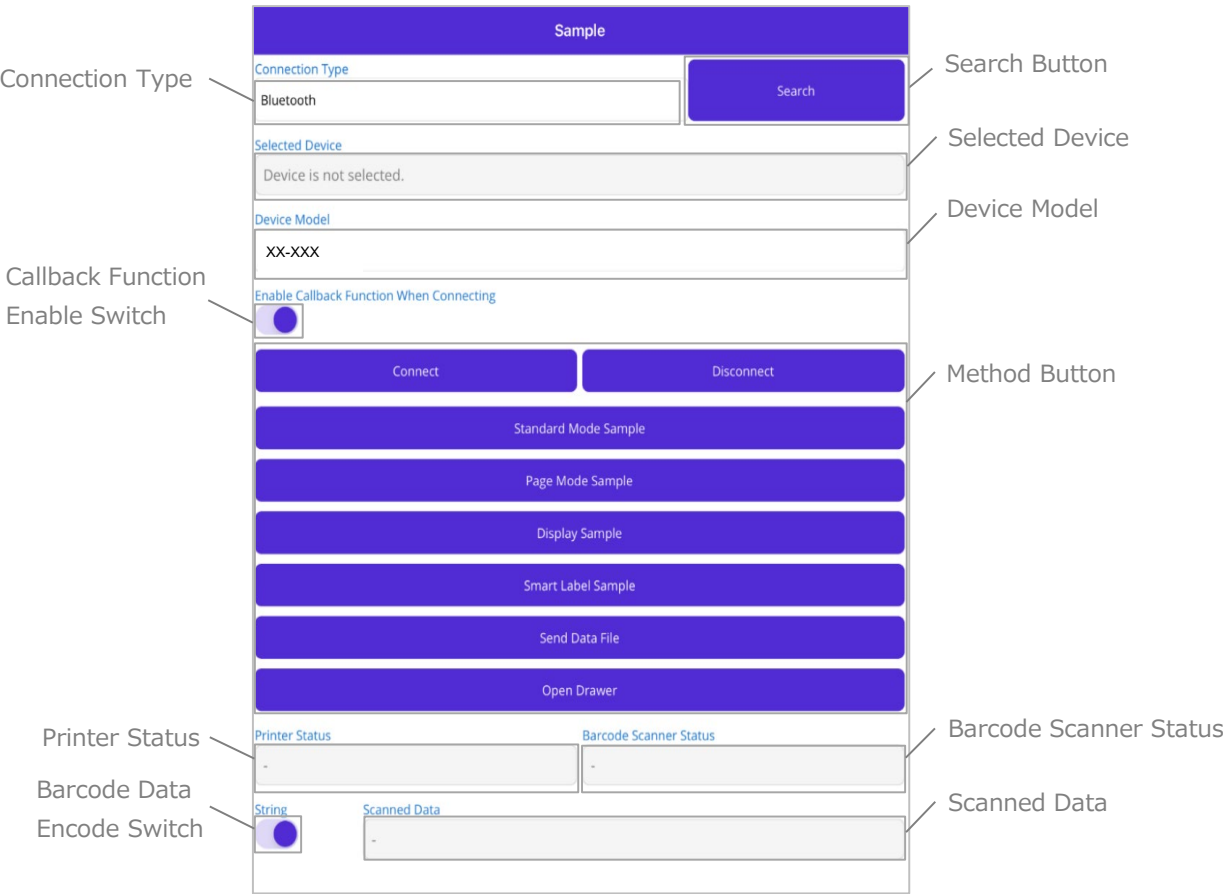 Sample
Connection Type
Connection Type
Bluetooth
Search
Search Button
Selected Device
Device is not selected.
Selected Device
Device Model
XX-XXX
Device Model
Callback Function
Enable Switch
Enable Callback Function When Connecting
Connect
Disconnect
Method Button
Standard Mode Sample
Page Mode Sample
Display Sample
Smart Label Sample
Send Data File
Open Drawer
Printer Status
Printer Status
-
Barcode Scanner Status
-
Barcode Scanner Status
Barcode Data
Encode Switch
String
Scanned Data
-
Scanned Data